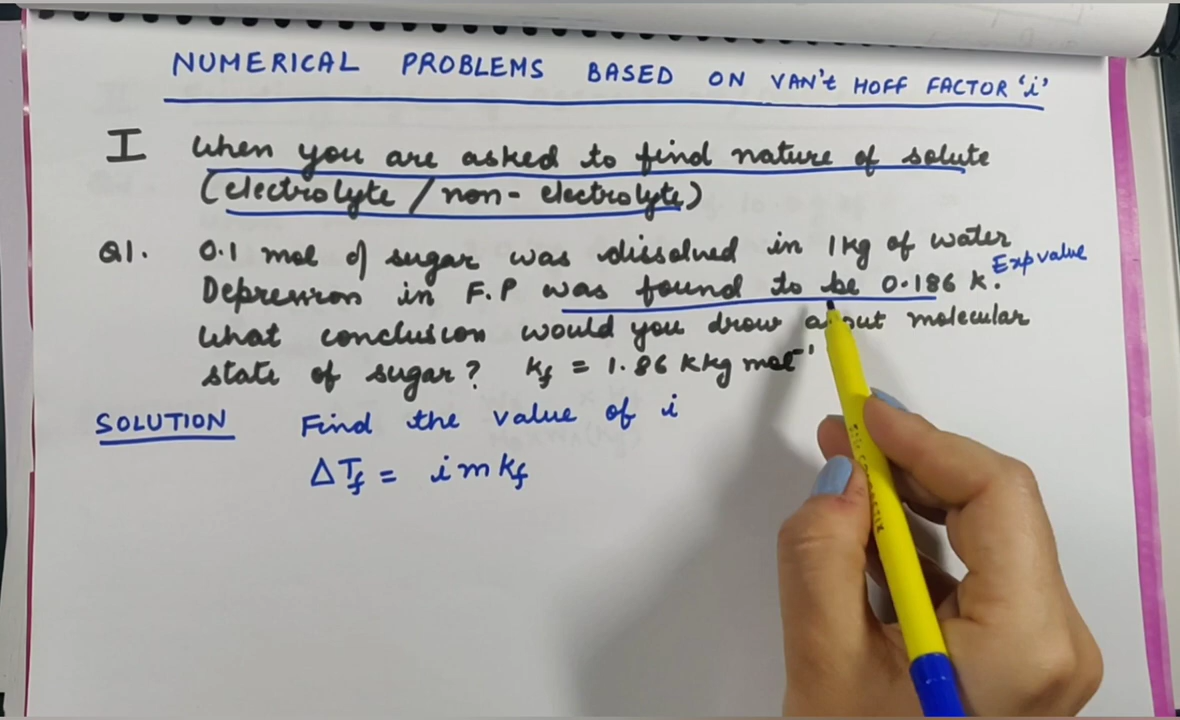 NUMERICAL PROBLEMS BASED ON VAN't HOFF FACTOR 'i'
I When you are asked to find nature of solute
(electrolyte / non-electrolyte)
Q1. 0.1 mol of sugar was dissolved in 1kg of water
Depression in F.P was found to be 0.186 K. Exp value
What conclusion would you draw about molecular
state of sugar? Kf = 1.86 K kg mol⁻¹
SOLUTION Find the value of i
ΔTf = i m Kf